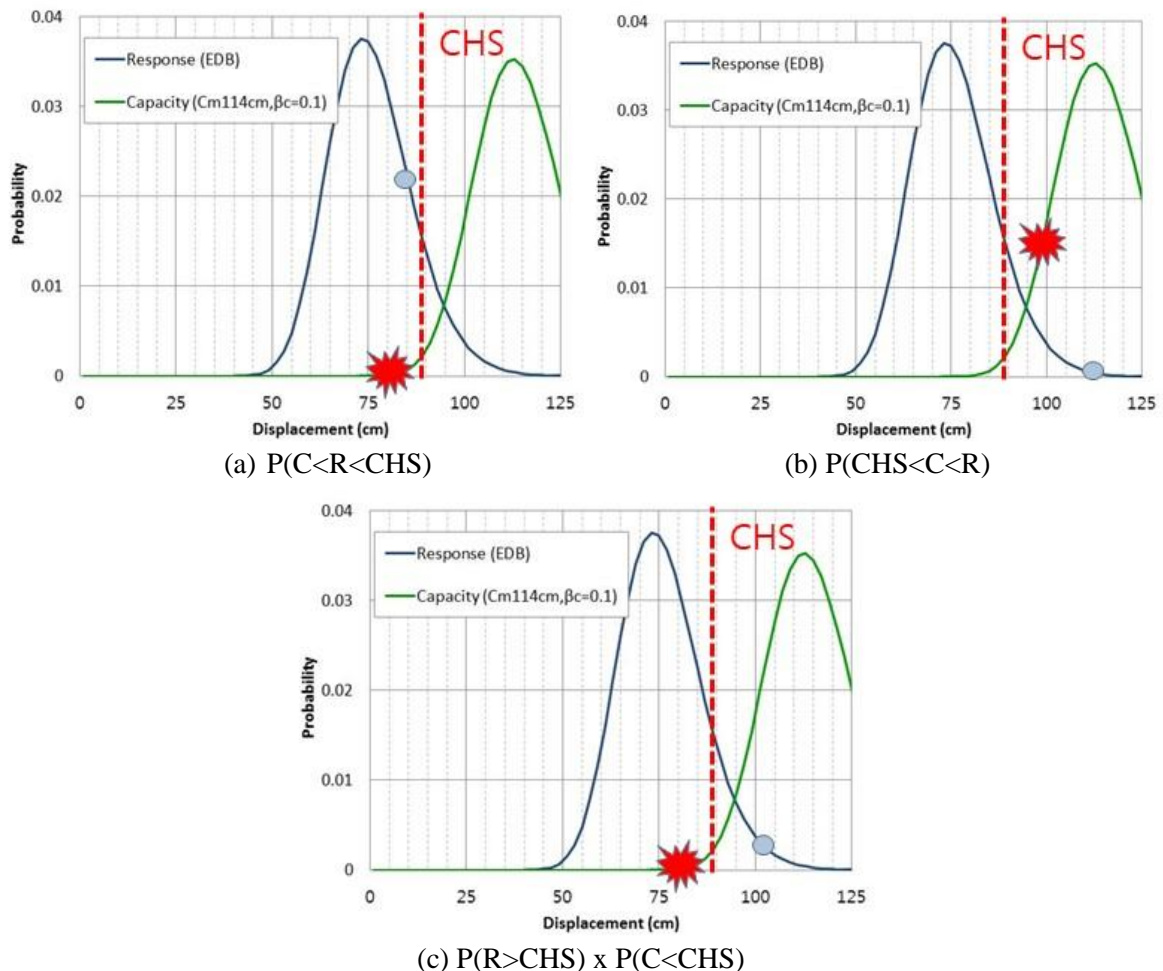 0.04
CHS
Response (EDB)
0.03
Capacity (Cm114cm,βc=0.1)
Probability
0.02
0.01
0
0 25 50 75 100 125
Displacement (cm)
(a) P(C<R<CHS)
0.04
CHS
Response (EDB)
0.03
Capacity (Cm114cm,βc=0.1)
Probability
0.02
0.01
0
0 25 50 75 100 125
Displacement (cm)
(b) P(CHS<C<R)
0.04
CHS
Response (EDB)
0.03
Capacity (Cm114cm,βc=0.1)
Probability
0.02
0.01
0
0 25 50 75 100 125
Displacement (cm)
(c) P(R>CHS) x P(C<CHS)